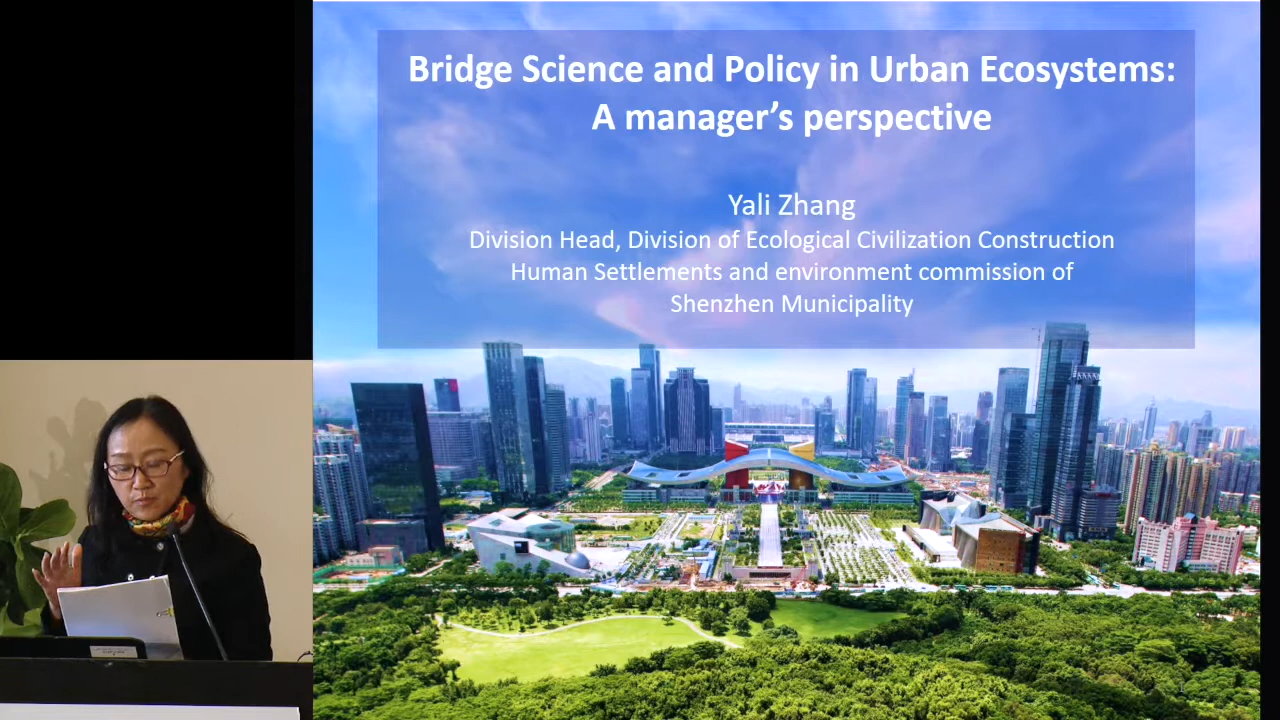 Bridge Science and Policy in Urban Ecosystems:
A manager’s perspective
Yali Zhang
Division Head, Division of Ecological Civilization Construction
Human Settlements and environment commission of
Shenzhen Municipality